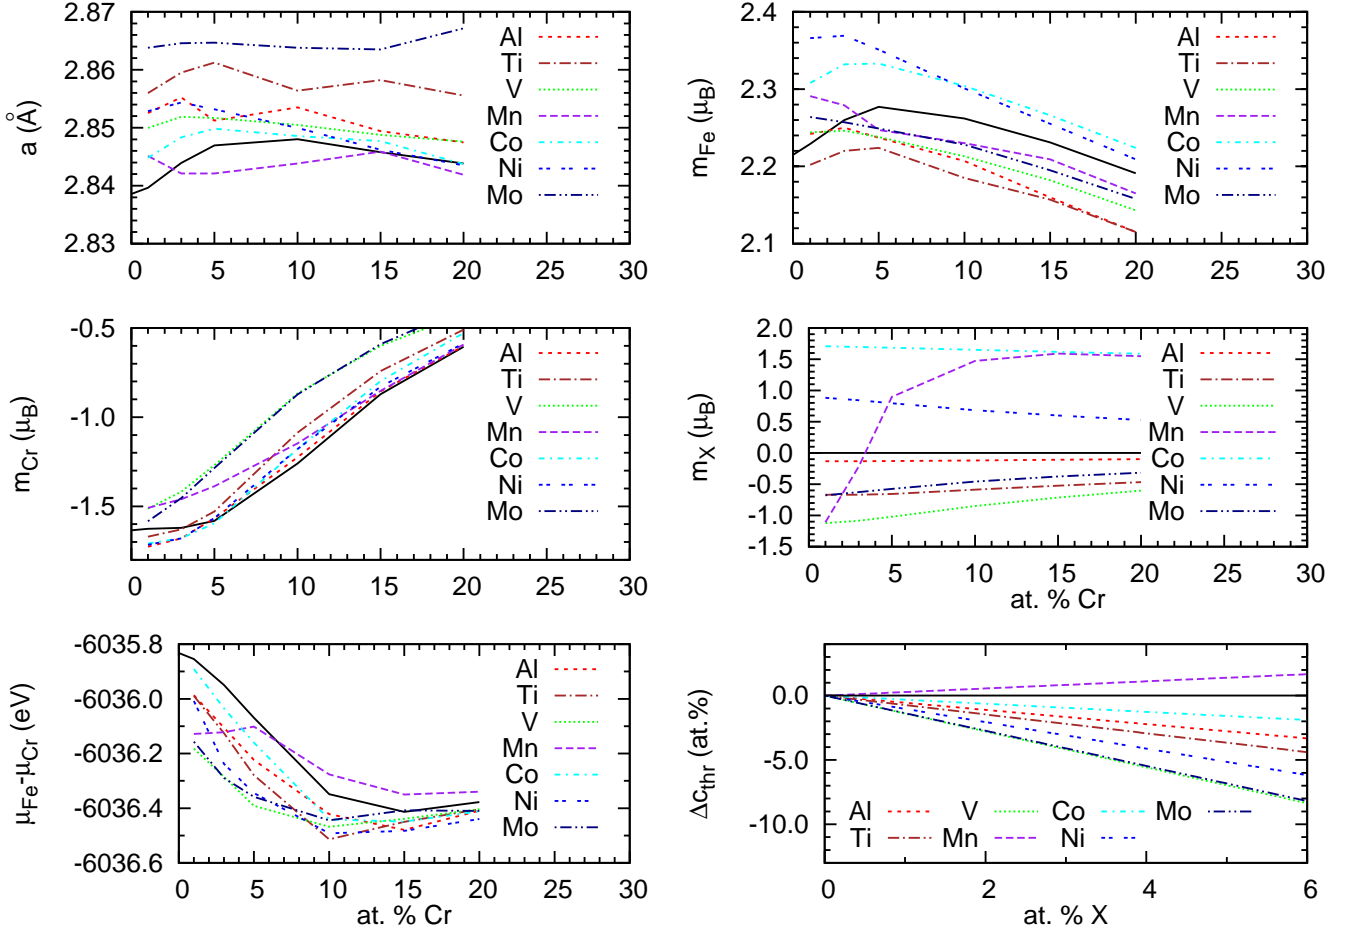 a (Å)
2.87
2.86
2.85
2.84
2.83
0 5 10 15 20 25 30
Al
Ti
V
Mn
Co
Ni
Mo
m_Fe (μ_B)
2.4
2.3
2.2
2.1
0 5 10 15 20 25 30
Al
Ti
V
Mn
Co
Ni
Mo
m_Cr (μ_B)
-0.5
-1.0
-1.5
0 5 10 15 20 25 30
Al
Ti
V
Mn
Co
Ni
Mo
m_X (μ_B)
2.0
1.5
1.0
0.5
0.0
-0.5
-1.0
-1.5
0 5 10 15 20 25 30
at. % Cr
Al
Ti
V
Mn
Co
Ni
Mo
μ_Fe-μ_Cr (eV)
-6035.8
-6036.0
-6036.2
-6036.4
-6036.6
0 5 10 15 20 25 30
at. % Cr
Al
Ti
V
Mn
Co
Ni
Mo
Δc_thr (at.%)
0.0
-5.0
-10.0
0 2 4 6
at. % X
Al V Co Mo
Ti Mn Ni